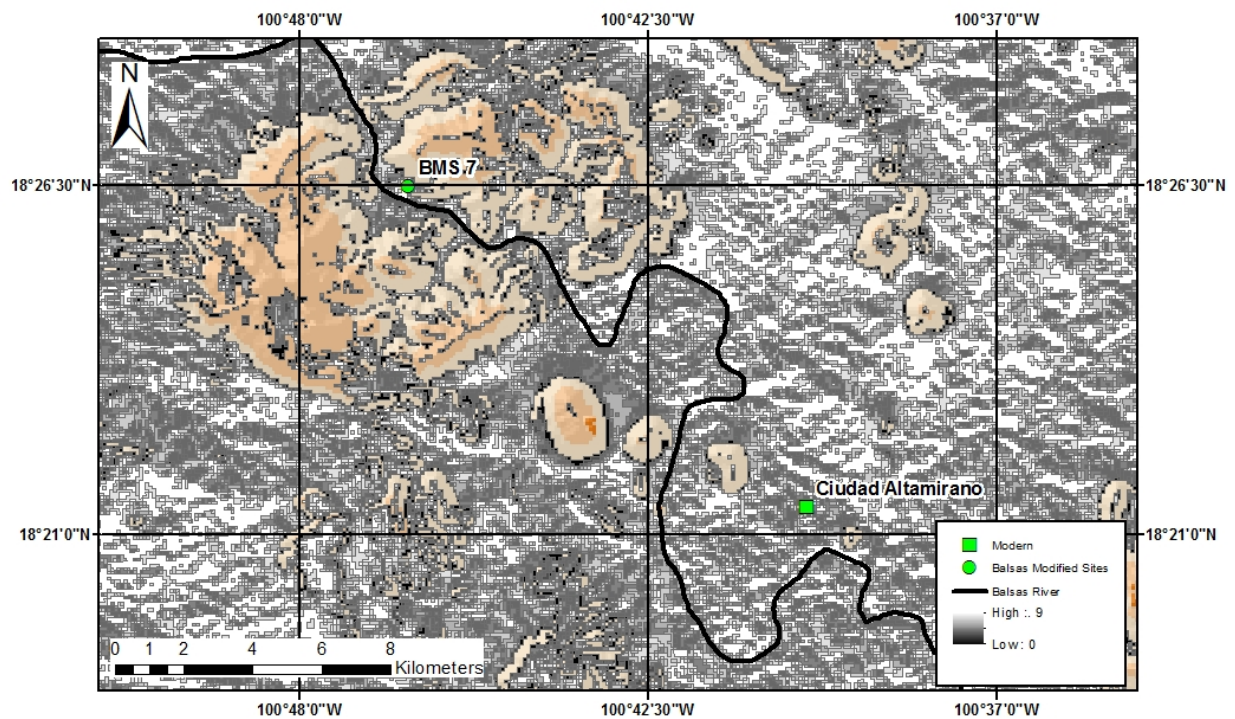 100°48'0"W 100°42'30"W 100°37'0"W
N
BMS 7
18°26'30"N 18°26'30"N
Ciudad Altamirano
18°21'0"N 18°21'0"N
Modern
Balsas Modified Sites
Balsas River
High :. 9
Low : 0
0 1 2 4 6 8
Kilometers
100°48'0"W 100°42'30"W 100°37'0"W